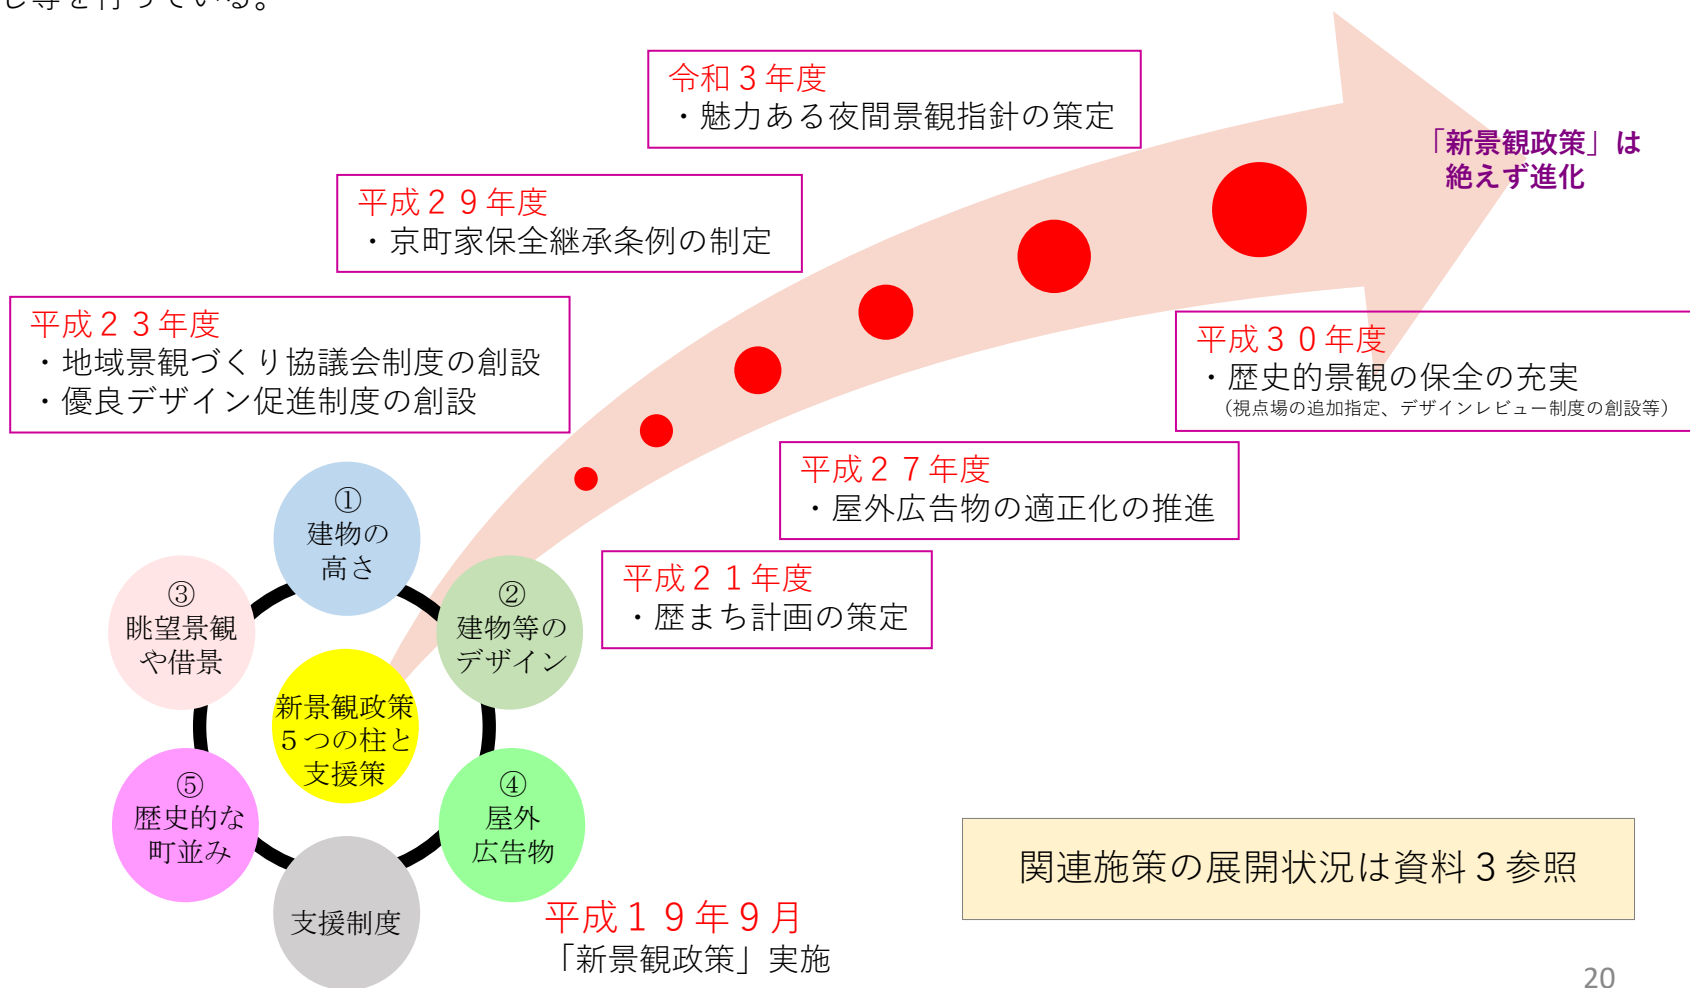 し等を行っている。
令和３年度
・魅力ある夜間景観指針の策定
「新景観政策」は
絶えず進化
平成２９年度
・京町家保全継承条例の制定
平成２３年度
・地域景観づくり協議会制度の創設
・優良デザイン促進制度の創設
平成３０年度
・歴史的景観の保全の充実
（視点場の追加指定、デザインレビュー制度の創設等）
平成２７年度
・屋外広告物の適正化の推進
平成２１年度
・歴まち計画の策定
①
建物の
高さ
②
建物等の
デザイン
③
眺望景観
や借景
新景観政策
５つの柱と
支援策
④
屋外
広告物
⑤
歴史的な
町並み
支援制度
平成１９年９月
「新景観政策」実施
関連施策の展開状況は資料３参照
20